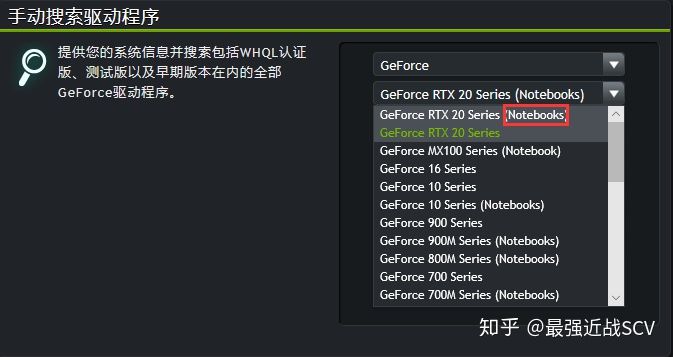 手动搜索驱动程序
提供您的系统信息并搜索包括WHQL认证
版、测试版以及早期版本在内的全部
GeForce驱动程序。
GeForce
GeForce RTX 20 Series (Notebooks)
GeForce RTX 20 Series (Notebooks)
GeForce RTX 20 Series
GeForce MX100 Series (Notebook)
GeForce 16 Series
GeForce 10 Series
GeForce 10 Series (Notebooks)
GeForce 900 Series
GeForce 900M Series (Notebooks)
GeForce 800M Series (Notebooks)
GeForce 700 Series
GeForce 700M Series (Notebooks)
知乎 @最强近战SCV